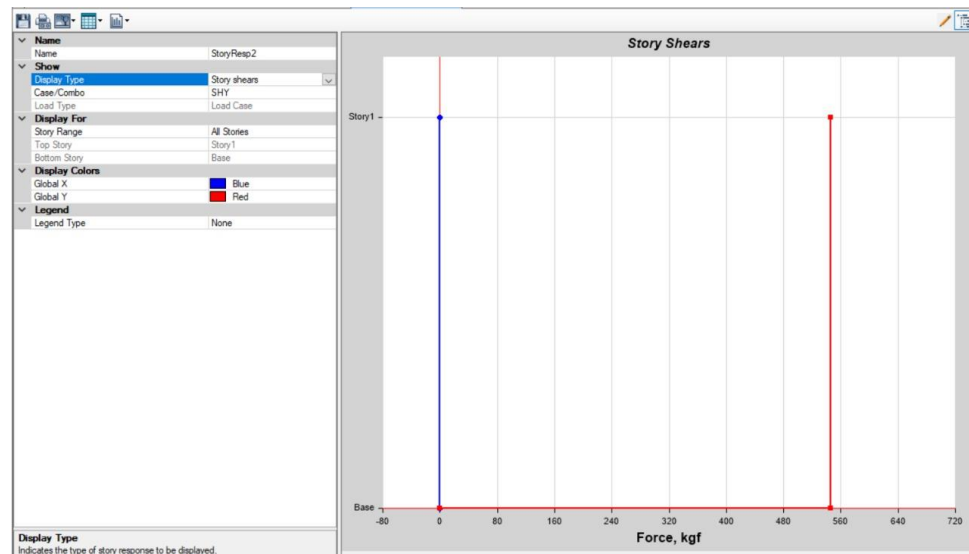 Name
Name StoryResp2
Show
Display Type Story shears
Case/Combo SHY
Load Type Load Case
Display For
Story Range All Stories
Top Story Story1
Bottom Story Base
Display Colors
Global X Blue
Global Y Red
Legend
Legend Type None
Display Type
Indicates the type of story response to be displayed.
Story Shears
Story1
Base
-80 0 80 160 240 320 400 480 560 640 720
Force, kgf